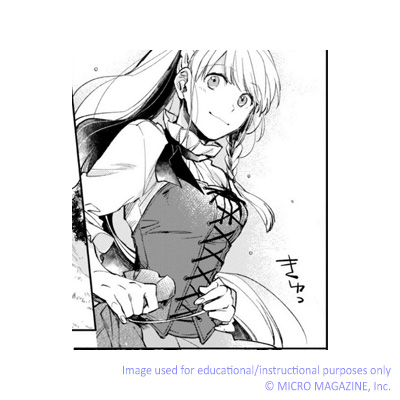 きゅっ
Image used for educational/instructional purposes only
© MICRO MAGAZINE, Inc.